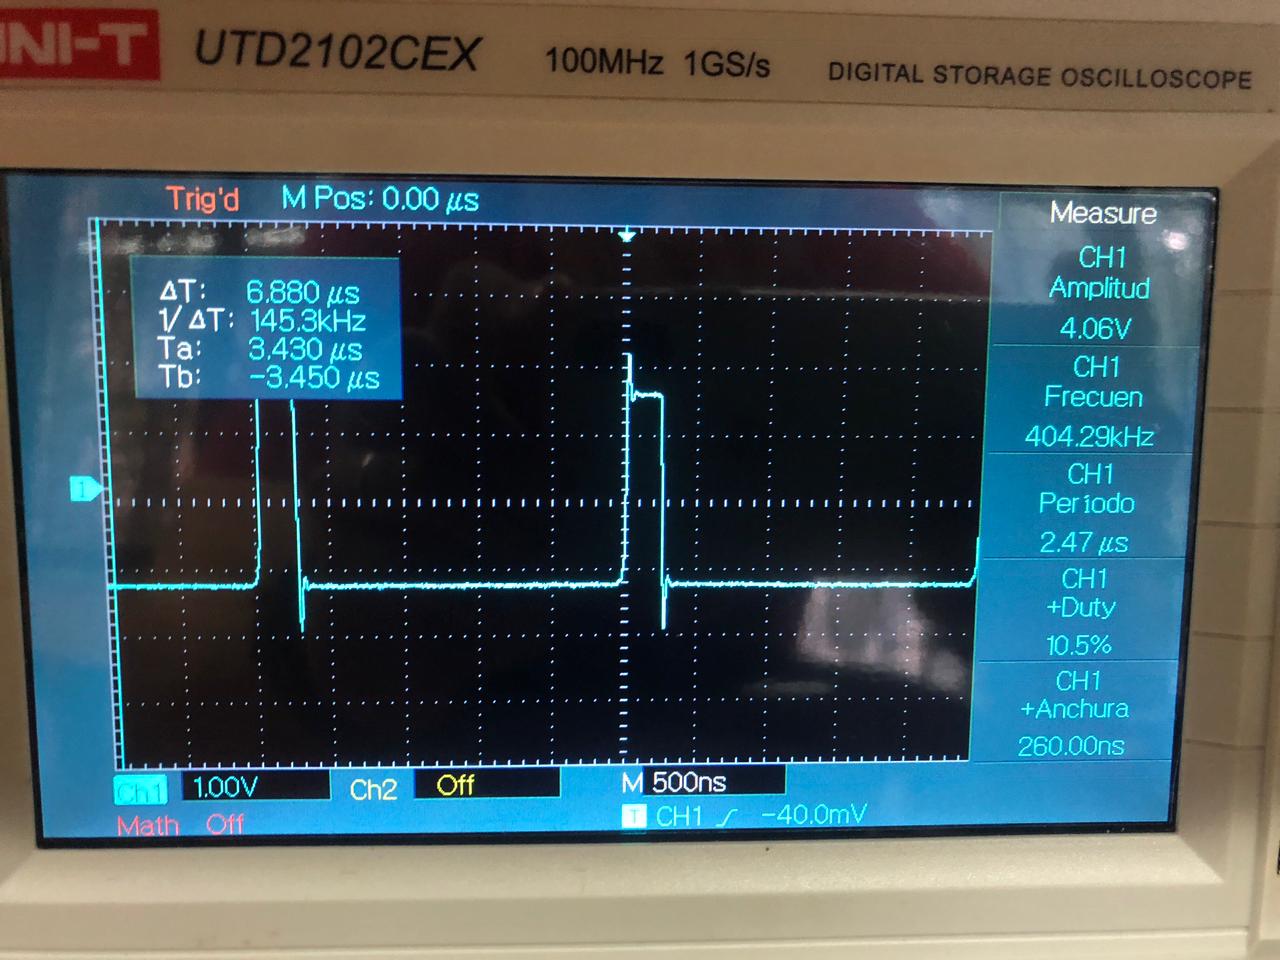 UNI-T UTD2102CEX 100MHz 1GS/s DIGITAL STORAGE OSCILLOSCOPE
Trig'd M Pos: 0.00 μs
ΔT: 6.880 μs
1/ΔT: 145.3kHz
Ta: 3.430 μs
Tb: -3.450 μs
1
Measure
CH1
Amplitud
4.06V
CH1
Frecuen
404.29kHz
CH1
Período
2.47 μs
CH1
+Duty
10.5%
CH1
+Anchura
260.00ns
Ch1 1.00V Ch2 Off M 500ns
Math Off T CH1 -40.0mV